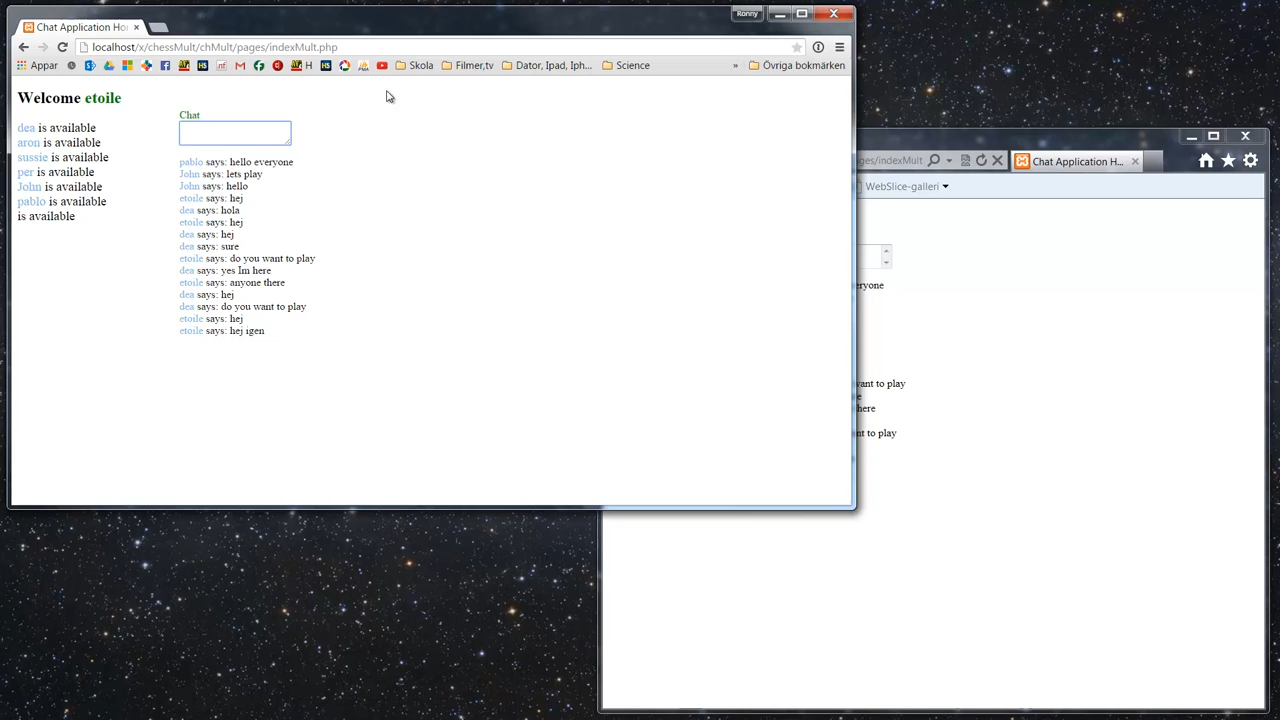 Chat Application Ho
Ronny
localhost/x/chessMult/chMult/pages/indexMult.php
Appar
H
Skola
Filmer,tv
Dator, Ipad, Iph...
Science
»
Övriga bokmärken
Welcome etoile
dea is available
aron is available
sussie is available
per is available
John is available
pablo is available
is available
Chat
pablo says: hello everyone
John says: lets play
John says: hello
etoile says: hej
dea says: hola
etoile says: hej
dea says: hej
dea says: sure
etoile says: do you want to play
dea says: yes Im here
etoile says: anyone there
dea says: hej
dea says: do you want to play
etoile says: hej
etoile says: hej igen
ges/indexMult
Chat Application H...
WebSlice-galleri
eryone
vant to play
e
here
nt to play